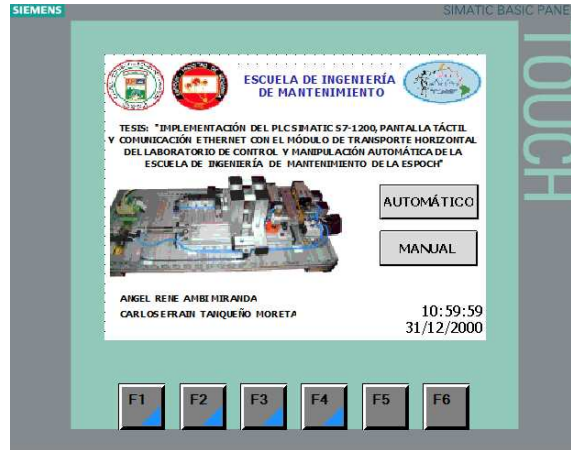 SIEMENS
SIMATIC BASIC PANE
TOUCH
ESCUELA DE INGENIERÍA
DE MANTENIMIENTO
TESIS: "IMPLEMENTACIÓN DEL PLC SIMATIC S7-1200, PANTALLA TÁCTIL
Y COMUNICACIÓN ETHERNET CON EL MÓDULO DE TRANSPORTE HORIZONTAL
DEL LABORATORIO DE CONTROL Y MANIPULACIÓN AUTOMÁTICA DE LA
ESCUELA DE INGENIERÍA DE MANTENIMIENTO DE LA ESPOCH"
AUTOMÁTICO
MANUAL
ANGEL RENE AMBI MIRANDA
CARLOS EFRAIN TANQUEÑO MORETA
10:59:59
31/12/2000
F1
F2
F3
F4
F5
F6